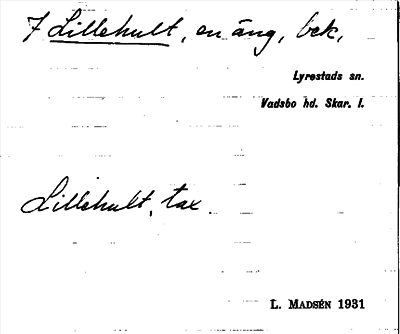 7 Lillehult, en äng, bek,
Lyrestads sn.
Vadsbo hd. Skar. l.
Lillehult, tax.
L. MADSÉN 1931